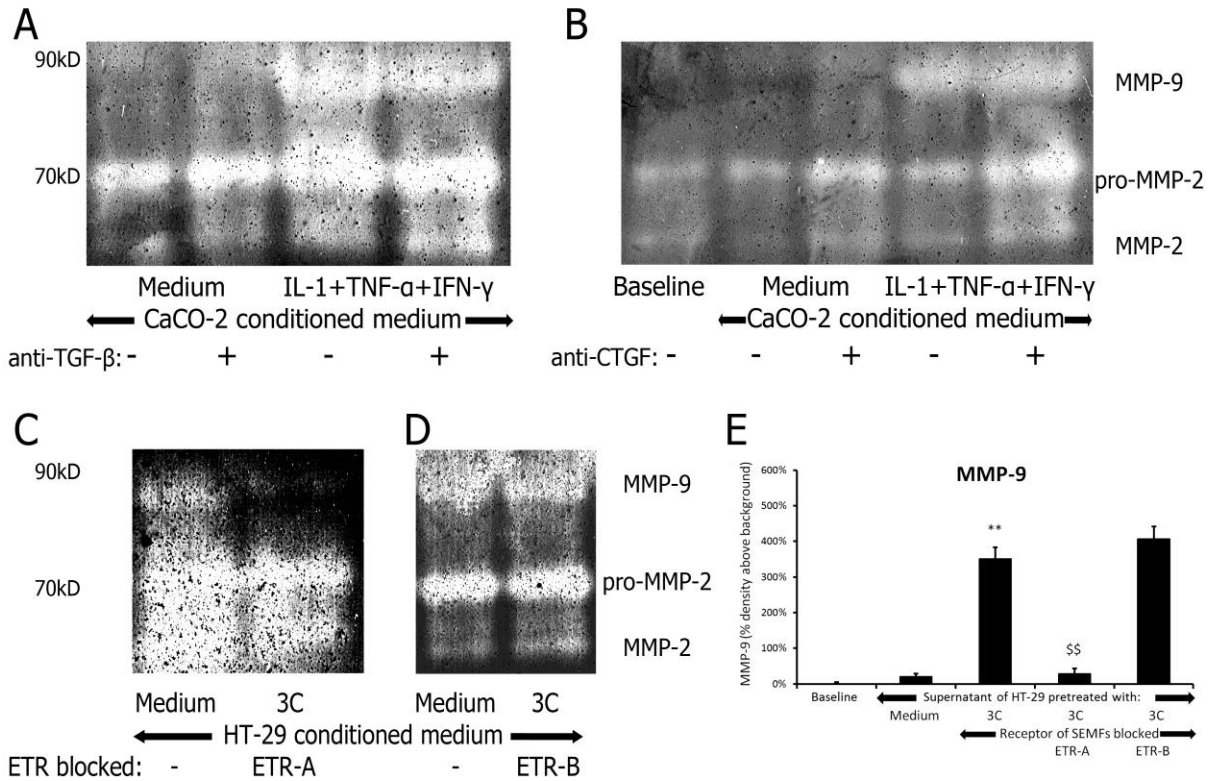 A
90kD
70kD
Medium IL-1+TNF-α+IFN-γ
CaCO-2 conditioned medium
anti-TGF-β: - + - +
B
MMP-9
pro-MMP-2
MMP-2
Baseline Medium IL-1+TNF-α+IFN-γ
CaCO-2 conditioned medium
anti-CTGF: - - + - +
C
90kD
70kD
D
MMP-9
pro-MMP-2
MMP-2
Medium 3C Medium 3C
HT-29 conditioned medium
ETR blocked: - ETR-A - ETR-B
E
MMP-9
MMP-9 (% density above background)
600%
500%
400%
300%
200%
100%
0%
**
$$
Baseline Supernatant of HT-29 pretreated with:
Medium 3C 3C 3C
Receptor of SEMFs blocked
ETR-A ETR-B